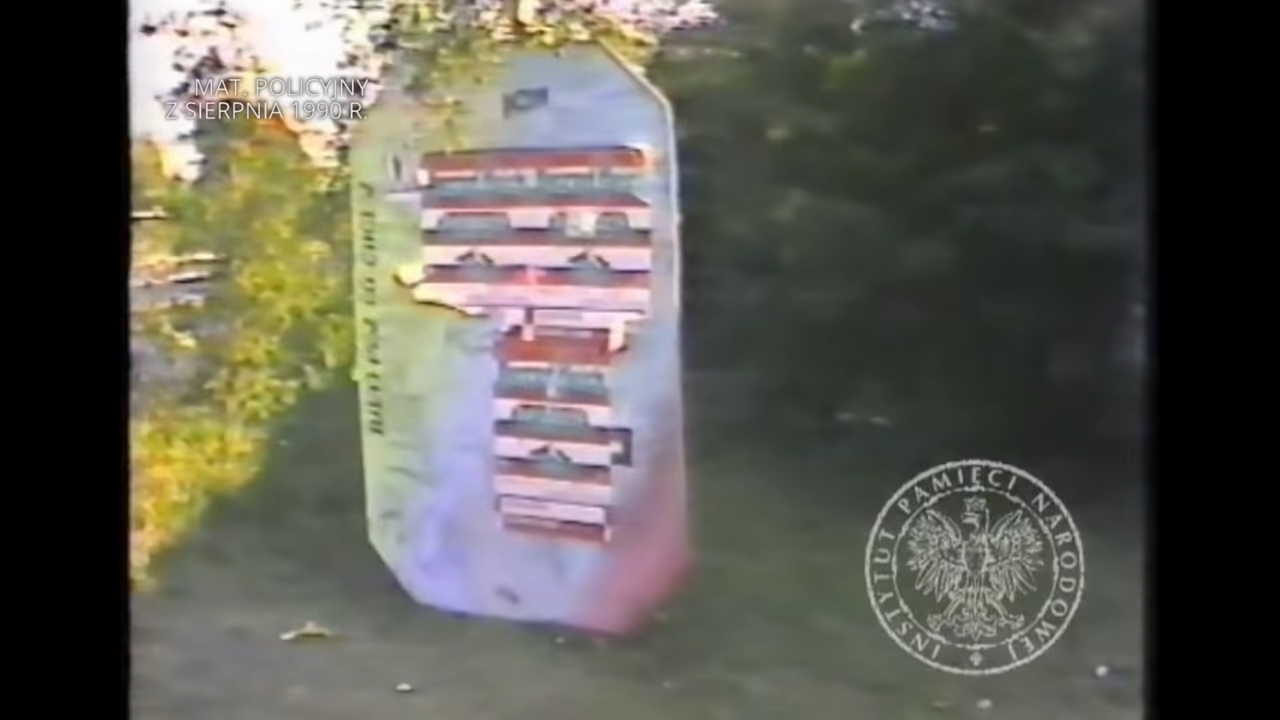 MAT. POLICYJNY
Z SIERPNIA 1990 R.
INSTYTUT PAMIĘCI NARODOWEJ